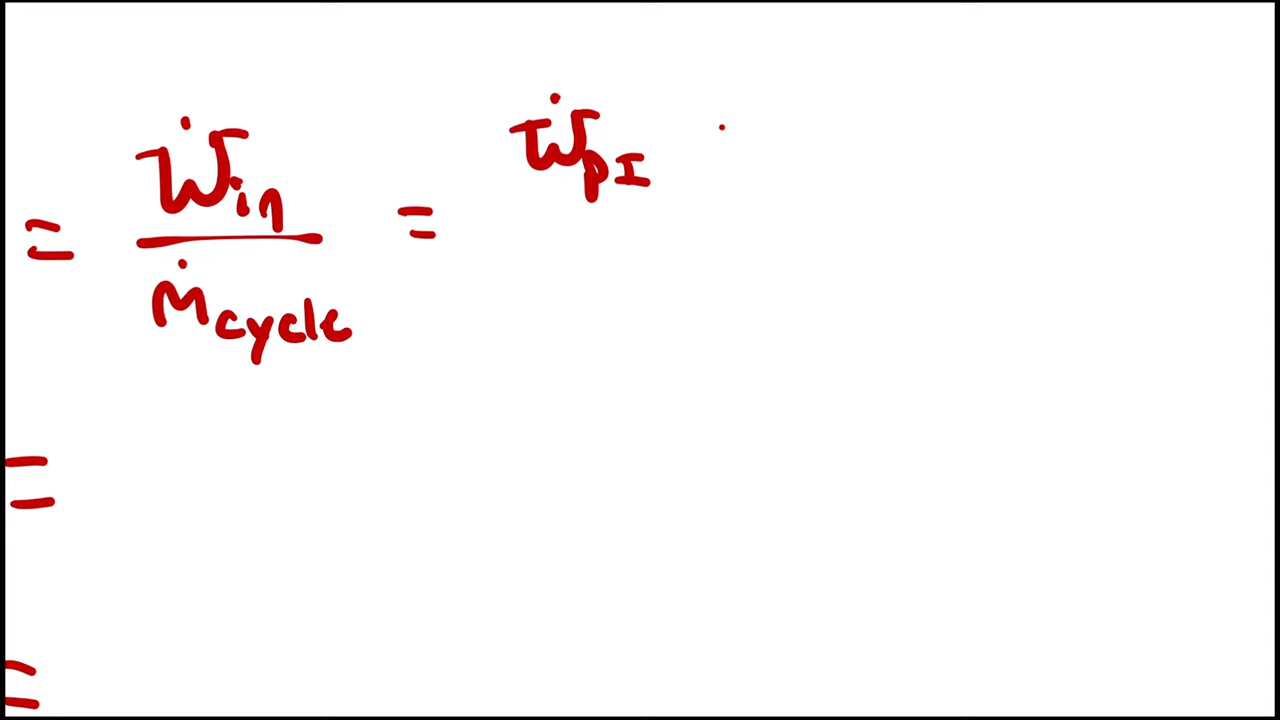 = Ẇin / ṁcycle = ẆpI
=
=